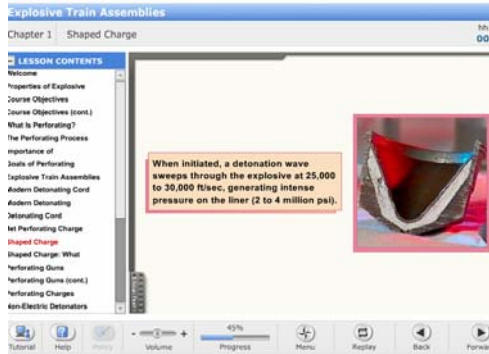 Explosive Train Assemblies
Chapter 1 Shaped Charge
hh
00
LESSON CONTENTS
Welcome
Properties of Explosive
Course Objectives
Course Objectives (cont.)
What Is Perforating?
The Perforating Process
Importance of
Goals of Perforating
Explosive Train Assemblies
Modern Detonating Cord
Modern Detonating
Detonating Cord
Jet Perforating Charge
Shaped Charge
Shaped Charge: What
Perforating Guns
Perforating Guns (cont.)
Perforating Charges
Non-Electric Detonators
When initiated, a detonation wave
sweeps through the explosive at 25,000
to 30,000 ft/sec, generating intense
pressure on the liner (2 to 4 million psi).
- +
45%
Tutorial Help Policy Volume Progress Menu Replay Back Forwa